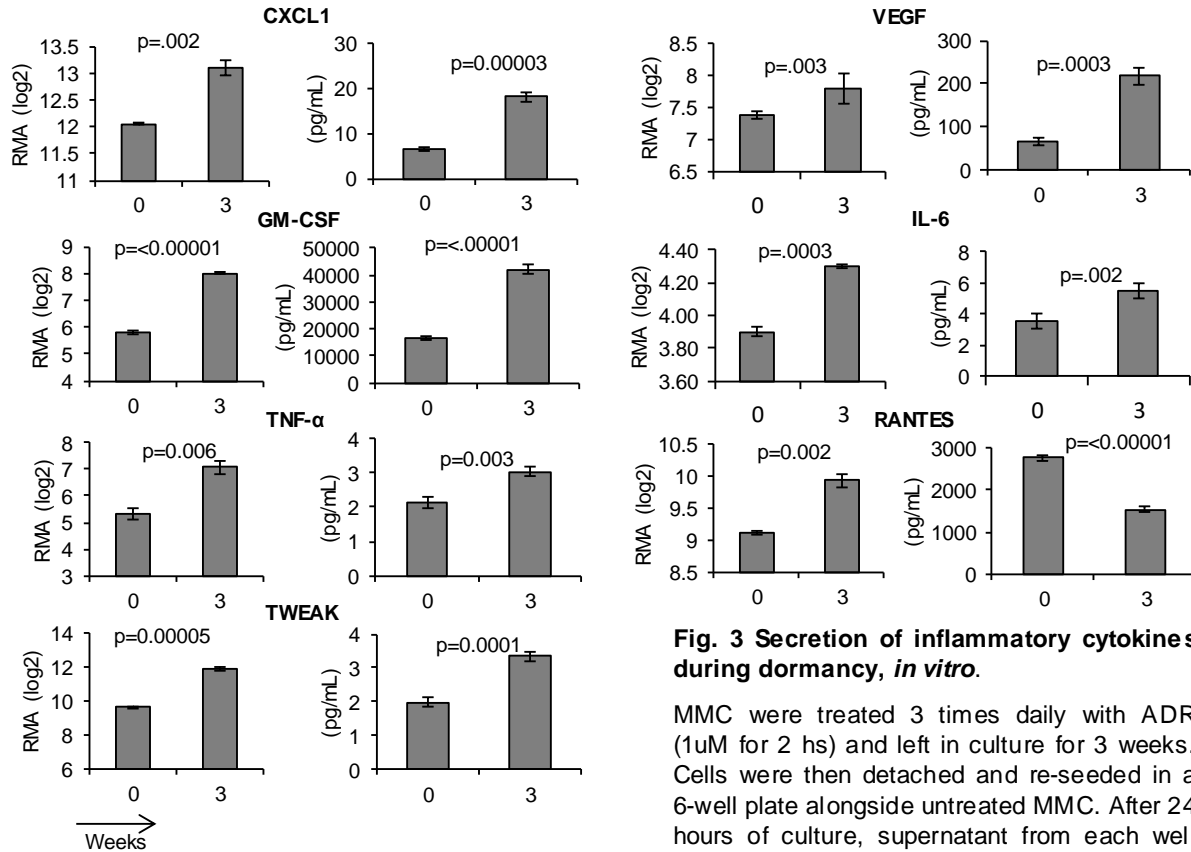 CXCL1
RMA (log2)
13.5
13
12.5
12
11.5
11
p=.002
0 3
(pg/mL)
30
20
10
0
p=0.00003
0 3
VEGF
RMA (log2)
8.5
8
7.5
7
6.5
p=.003
0 3
(pg/mL)
300
200
100
0
p=.0003
0 3
GM-CSF
RMA (log2)
9
8
7
6
5
4
p=<0.00001
0 3
(pg/mL)
50000
40000
30000
20000
10000
0
p=<.00001
0 3
IL-6
RMA (log2)
4.40
4.20
4.00
3.80
3.60
p=.0003
0 3
(pg/mL)
8
6
4
2
0
p=.002
0 3
TNF-α
RMA (log2)
8
7
6
5
4
3
p=0.006
0 3
(pg/mL)
4
3
2
1
0
p=0.003
0 3
RANTES
RMA (log2)
10.5
10
9.5
9
8.5
p=0.002
0 3
(pg/mL)
3000
2000
1000
0
p=<0.00001
0 3
TWEAK
RMA (log2)
14
12
10
8
6
p=0.00005
0 3
(pg/mL)
4
3
2
1
0
p=0.0001
0 3
Weeks
Fig. 3 Secretion of inflammatory cytokines
during dormancy, in vitro.
MMC were treated 3 times daily with ADR
(1uM for 2 hs) and left in culture for 3 weeks.
Cells were then detached and re-seeded in a
6-well plate alongside untreated MMC. After 24
hours of culture, supernatant from each wel